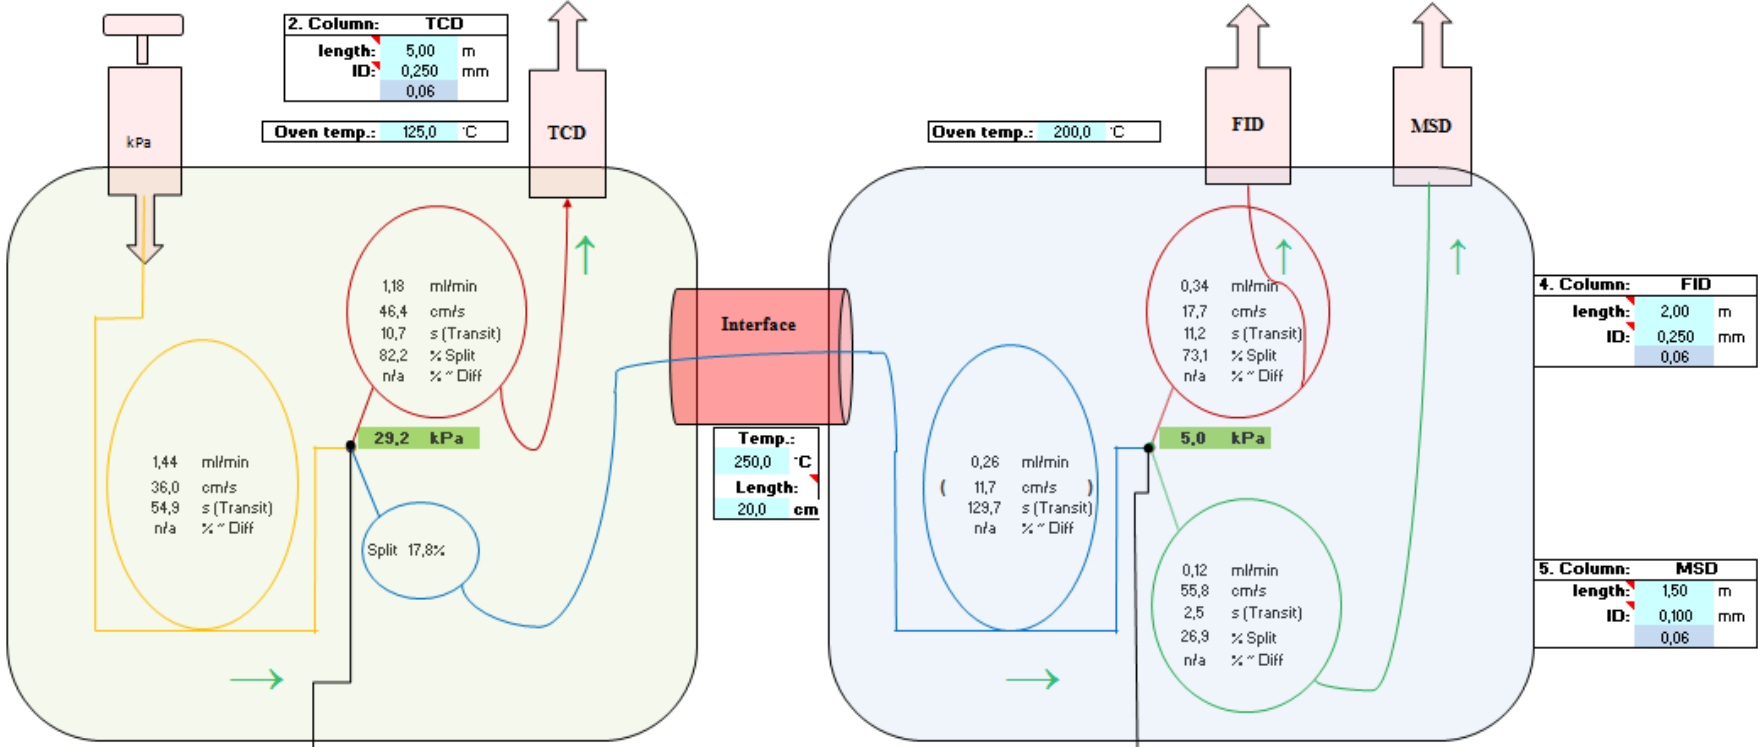 2. Column: TCD
length: 5,00 m
ID: 0,250 mm
0,06
Oven temp.: 125,0 °C
kPa
TCD
1,18 ml/min
46,4 cm/s
10,7 s (Transit)
82,2 % Split
n/a % ~ Diff
29,2 kPa
1,44 ml/min
36,0 cm/s
54,9 s (Transit)
n/a % ~ Diff
Split 17,8%
Interface
Temp.:
250,0 °C
Length:
20,0 cm
Oven temp.: 200,0 °C
FID
MSD
0,34 ml/min
17,7 cm/s
11,2 s (Transit)
73,1 % Split
n/a % ~ Diff
5,0 kPa
0,26 ml/min
( 11,7 cm/s )
129,7 s (Transit)
n/a % ~ Diff
0,12 ml/min
55,8 cm/s
2,5 s (Transit)
26,9 % Split
n/a % ~ Diff
4. Column: FID
length: 2,00 m
ID: 0,250 mm
0,06
5. Column: MSD
length: 1,50 m
ID: 0,100 mm
0,06